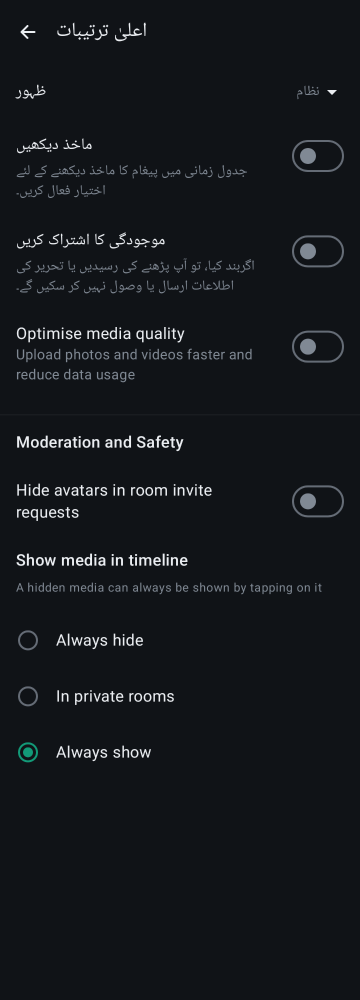 اعلیٰ ترتیبات
ظہور
نظام
ماخذ دیکھیں
جدول زمانی میں پیغام کا ماخذ دیکھنے کے لئے
اختیار فعال کریں۔
موجودگی کا اشتراک کریں
اگربند کیا، تو آپ پڑھنے کی رسیدیں یا تحریر کی
اطلاعات ارسال یا وصول نہیں کر سکیں گے۔
Optimise media quality
Upload photos and videos faster and
reduce data usage
Moderation and Safety
Hide avatars in room invite
requests
Show media in timeline
A hidden media can always be shown by tapping on it
Always hide
In private rooms
Always show